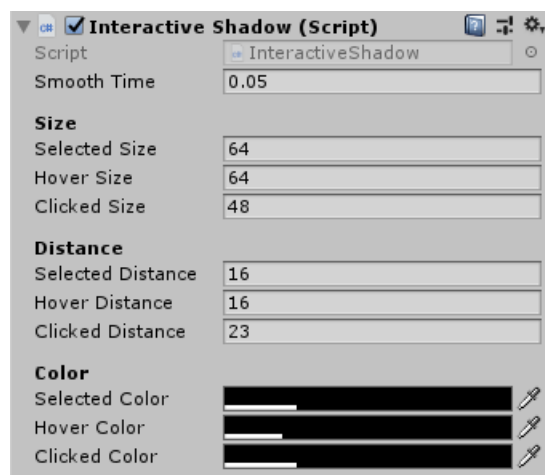 Interactive Shadow (Script)
Script InteractiveShadow
Smooth Time 0.05
Size
Selected Size 64
Hover Size 64
Clicked Size 48
Distance
Selected Distance 16
Hover Distance 16
Clicked Distance 23
Color
Selected Color
Hover Color
Clicked Color